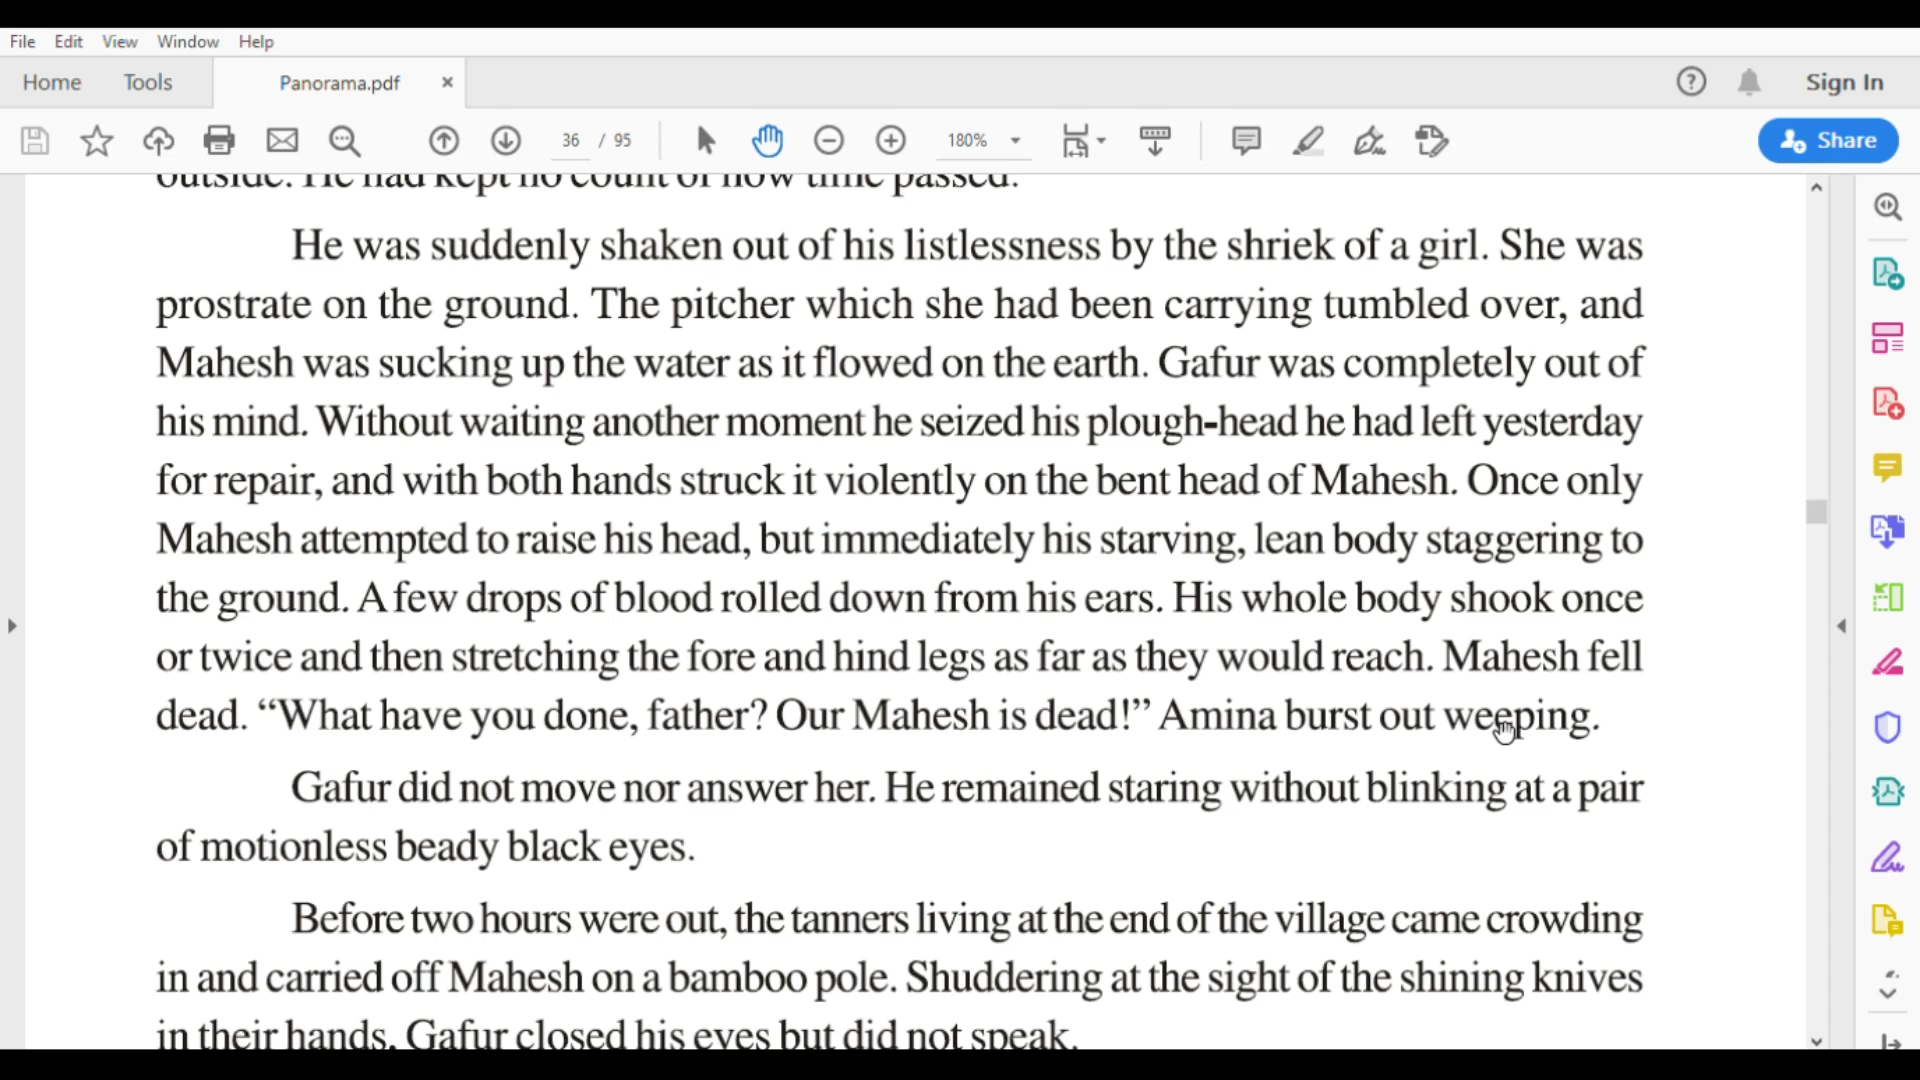 File Edit View Window Help
Home Tools Panorama.pdf × ? Sign In
36 / 95 180% Share
outside. He had kept no count of how time passed.
He was suddenly shaken out of his listlessness by the shriek of a girl. She was
prostrate on the ground. The pitcher which she had been carrying tumbled over, and
Mahesh was sucking up the water as it flowed on the earth. Gafur was completely out of
his mind. Without waiting another moment he seized his plough-head he had left yesterday
for repair, and with both hands struck it violently on the bent head of Mahesh. Once only
Mahesh attempted to raise his head, but immediately his starving, lean body staggering to
the ground. A few drops of blood rolled down from his ears. His whole body shook once
or twice and then stretching the fore and hind legs as far as they would reach. Mahesh fell
dead. “What have you done, father? Our Mahesh is dead!” Amina burst out weeping.
Gafur did not move nor answer her. He remained staring without blinking at a pair
of motionless beady black eyes.
Before two hours were out, the tanners living at the end of the village came crowding
in and carried off Mahesh on a bamboo pole. Shuddering at the sight of the shining knives
in their hands, Gafur closed his eyes but did not speak.